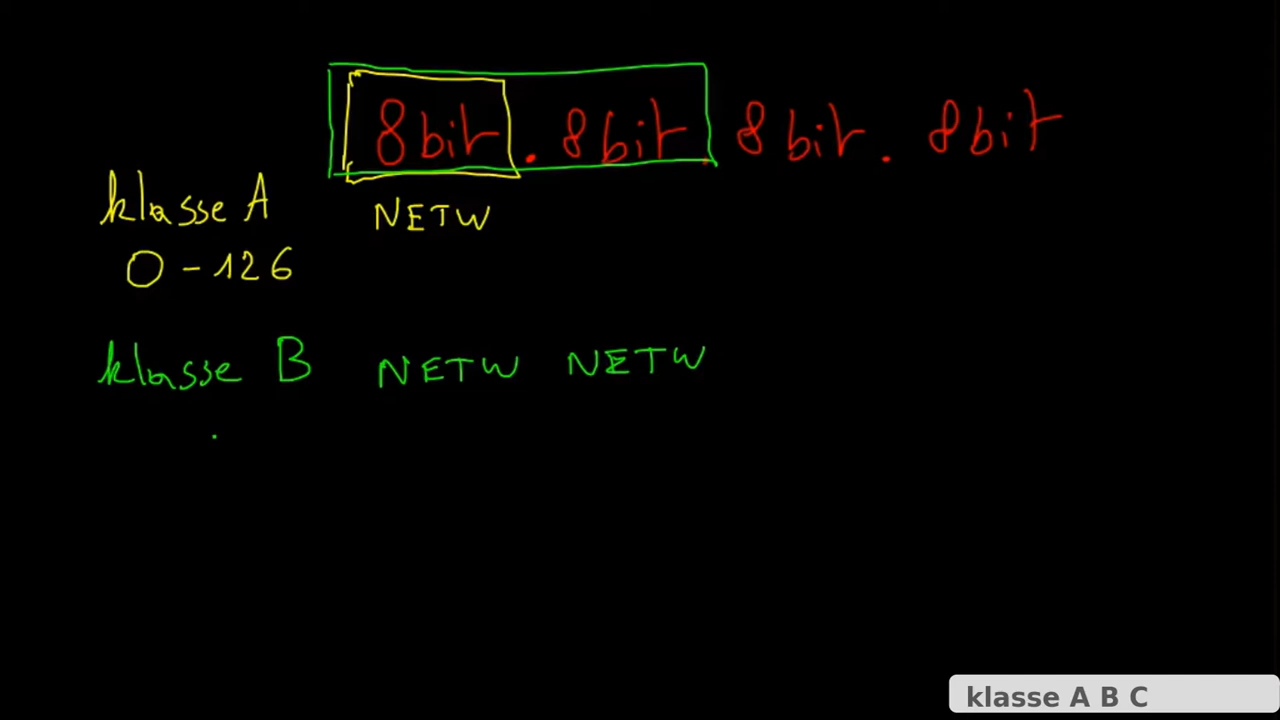 8bit . 8bit . 8bit . 8bit
klasse A NETW
0 - 126
klasse B NETW NETW
klasse A B C